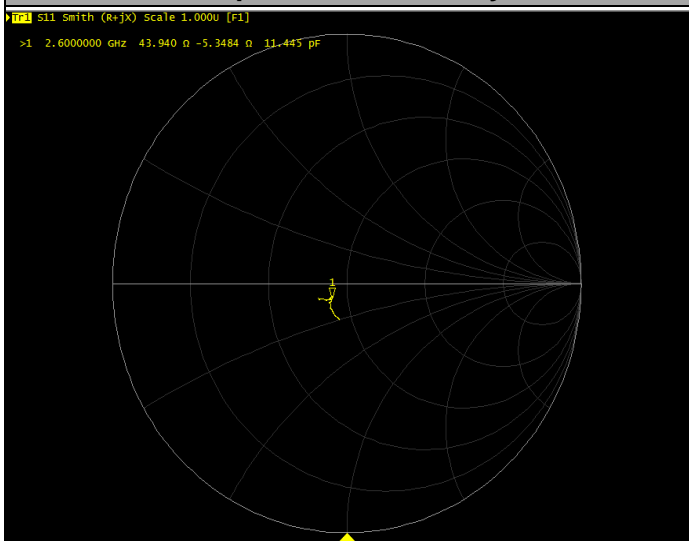 Tr1 S11 Smith (R+jX) Scale 1.000U [F1]
>1 2.6000000 GHz 43.940 Ω -5.3484 Ω 11.445 pF
1